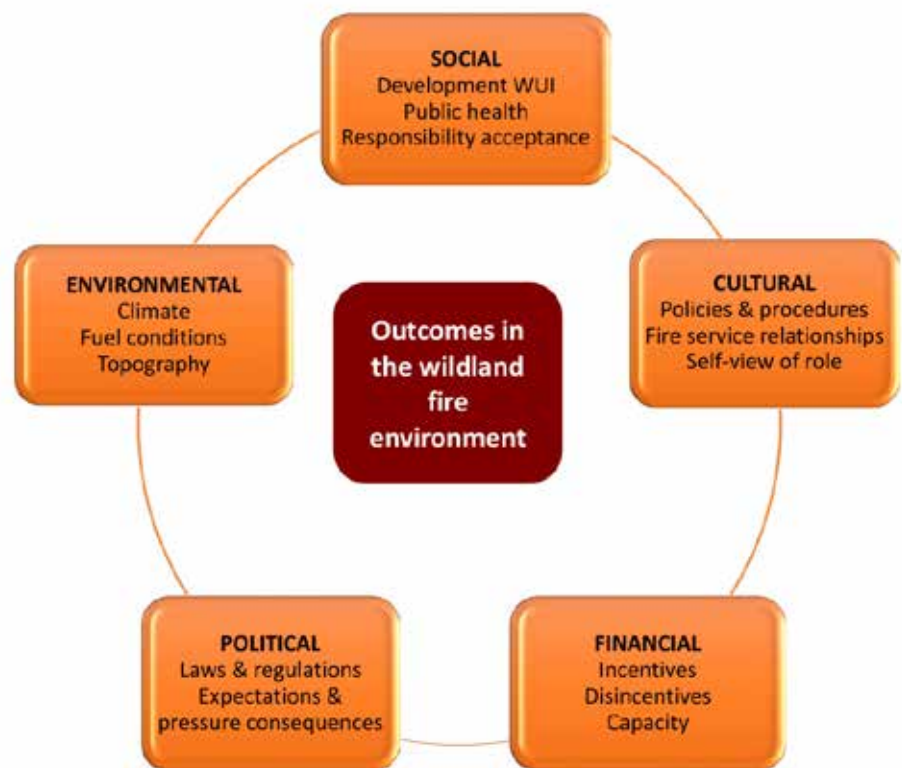 SOCIAL
Development WUI
Public health
Responsibility acceptance
ENVIRONMENTAL
Climate
Fuel conditions
Topography
Outcomes in
the wildland
fire
environment
CULTURAL
Policies & procedures
Fire service relationships
Self-view of role
POLITICAL
Laws & regulations
Expectations &
pressure consequences
FINANCIAL
Incentives
Disincentives
Capacity